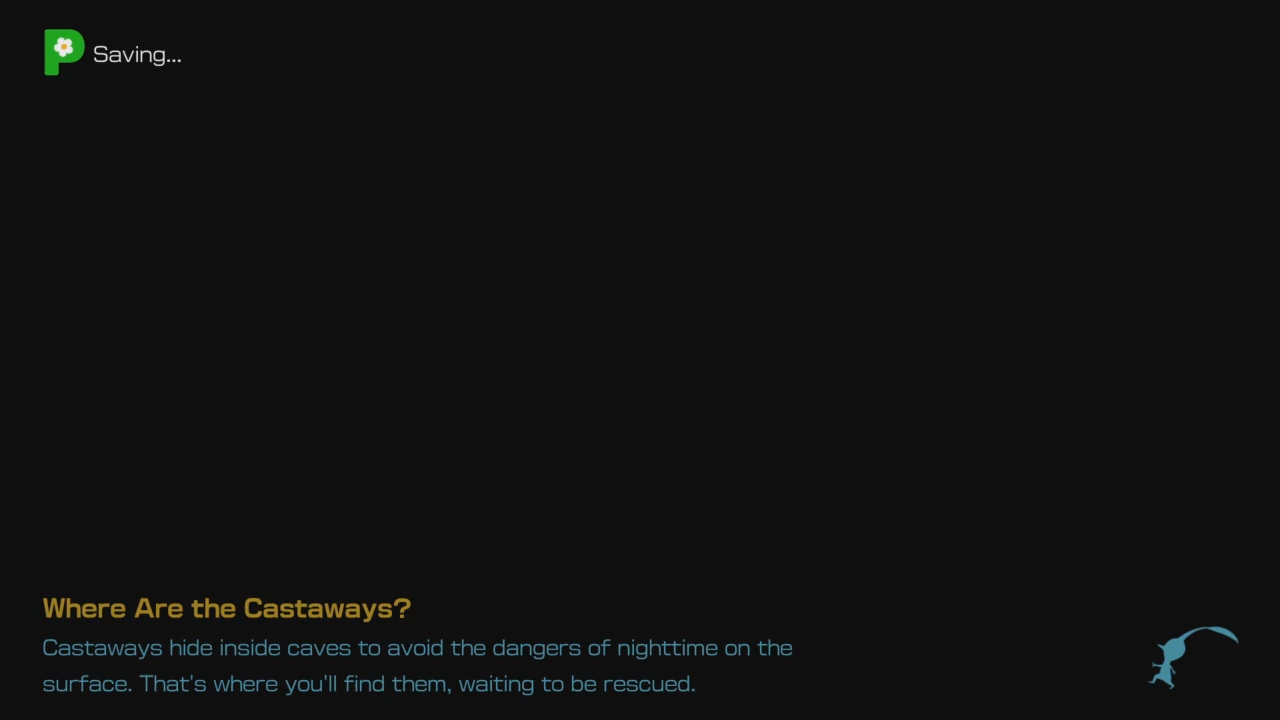 Saving...
Where Are the Castaways?
Castaways hide inside caves to avoid the dangers of nighttime on the
surface. That's where you'll find them, waiting to be rescued.